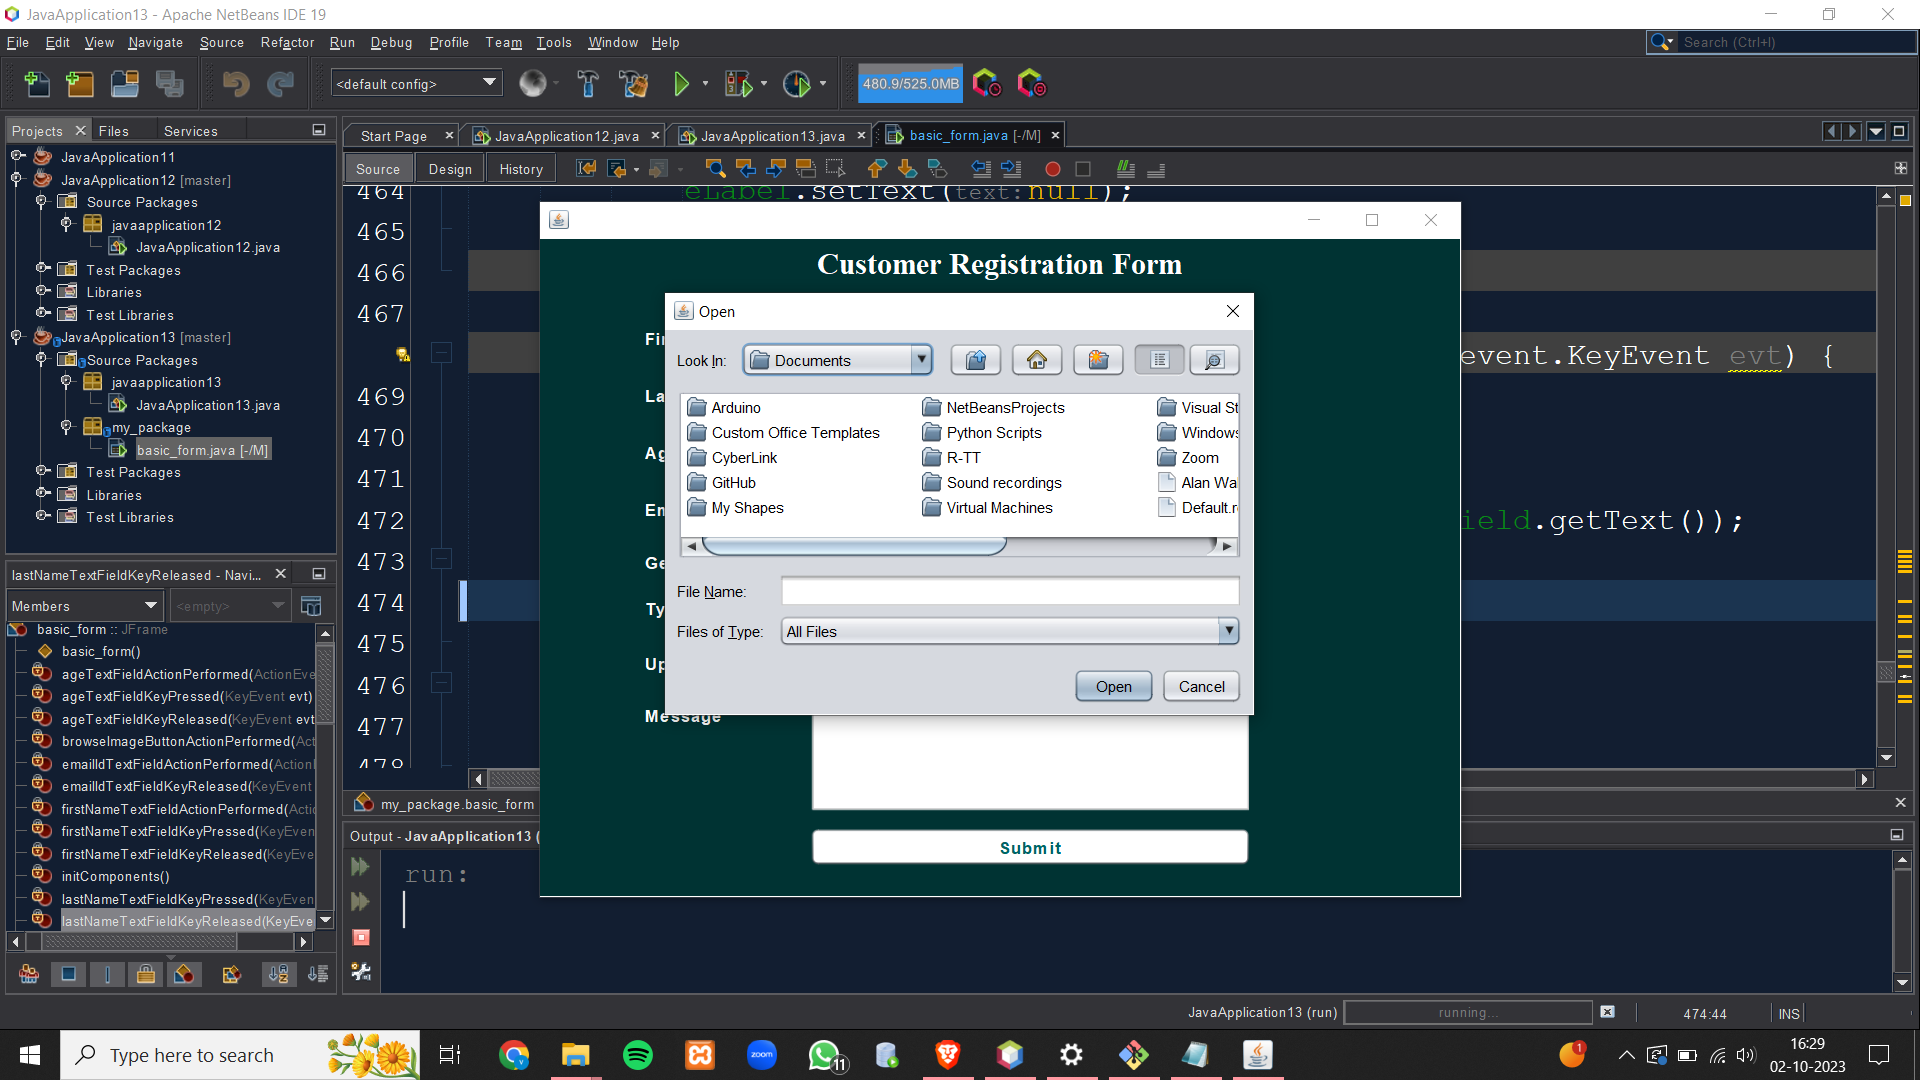 JavaApplication13 - Apache NetBeans IDE 19
File Edit View Navigate Source Refactor Run Debug Profile Team Tools Window Help
Search (Ctrl+I)
<default config>
480.9/525.0MB
Projects Files Services
JavaApplication11
JavaApplication12 [master]
Source Packages
javaapplication12
JavaApplication12.java
Test Packages
Libraries
Test Libraries
JavaApplication13 [master]
Source Packages
javaapplication13
JavaApplication13.java
my_package
basic_form.java [-/M]
Test Packages
Libraries
Test Libraries
lastNameTextFieldKeyReleased - Navi...
Members
<empty>
basic_form :: JFrame
basic_form()
ageTextFieldActionPerformed(ActionEve
ageTextFieldKeyPressed(KeyEvent evt)
ageTextFieldKeyReleased(KeyEvent evt
browseImageButtonActionPerformed(Act
emailIdTextFieldActionPerformed(Action
emailIdTextFieldKeyReleased(KeyEvent
firstNameTextFieldActionPerformed(Actio
firstNameTextFieldKeyPressed(KeyEven
firstNameTextFieldKeyReleased(KeyEve
initComponents()
lastNameTextFieldKeyPressed(KeyEven
lastNameTextFieldKeyReleased(KeyEve
Start Page JavaApplication12.java JavaApplication13.java basic_form.java [-/M]
Source Design History
464 eLabel.setText(text:null);
465
466
467
event.KeyEvent evt) {
469
470
471
472 ield.getText());
473
474
475
476
477
478
my_package.basic_form
Customer Registration Form
Fi
La
Ag
Em
Ge
Ty
Up
Message
Submit
Open
Look In: Documents
Arduino
Custom Office Templates
CyberLink
GitHub
My Shapes
NetBeansProjects
Python Scripts
R-TT
Sound recordings
Virtual Machines
Visual St
Windows
Zoom
Alan Wa
Default.r
File Name:
Files of Type: All Files
Open Cancel
Output - JavaApplication13 (
run:
JavaApplication13 (run) running... 474:44 INS
Type here to search
zoom
11
1
16:29
02-10-2023